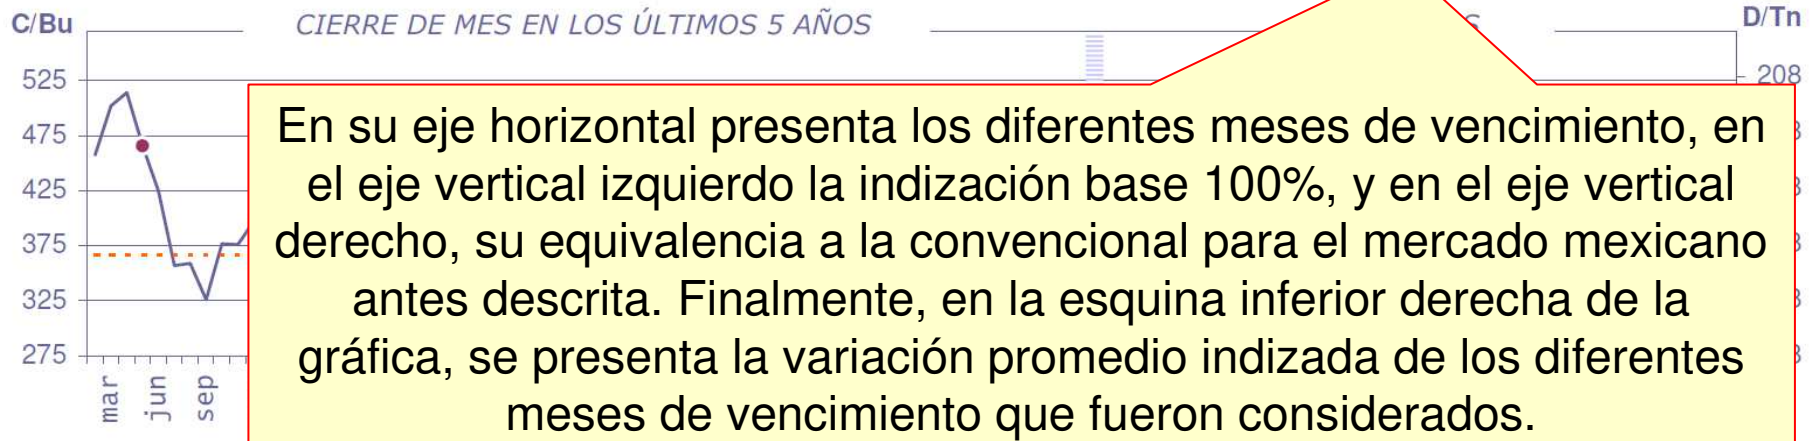 C/Bu
CIERRE DE MES EN LOS ÚLTIMOS 5 AÑOS
D/Tn
525
208
475
425
375
325
275
mar
jun
sep
En su eje horizontal presenta los diferentes meses de vencimiento, en
el eje vertical izquierdo la indización base 100%, y en el eje vertical
derecho, su equivalencia a la convencional para el mercado mexicano
antes descrita. Finalmente, en la esquina inferior derecha de la
gráfica, se presenta la variación promedio indizada de los diferentes
meses de vencimiento que fueron considerados.